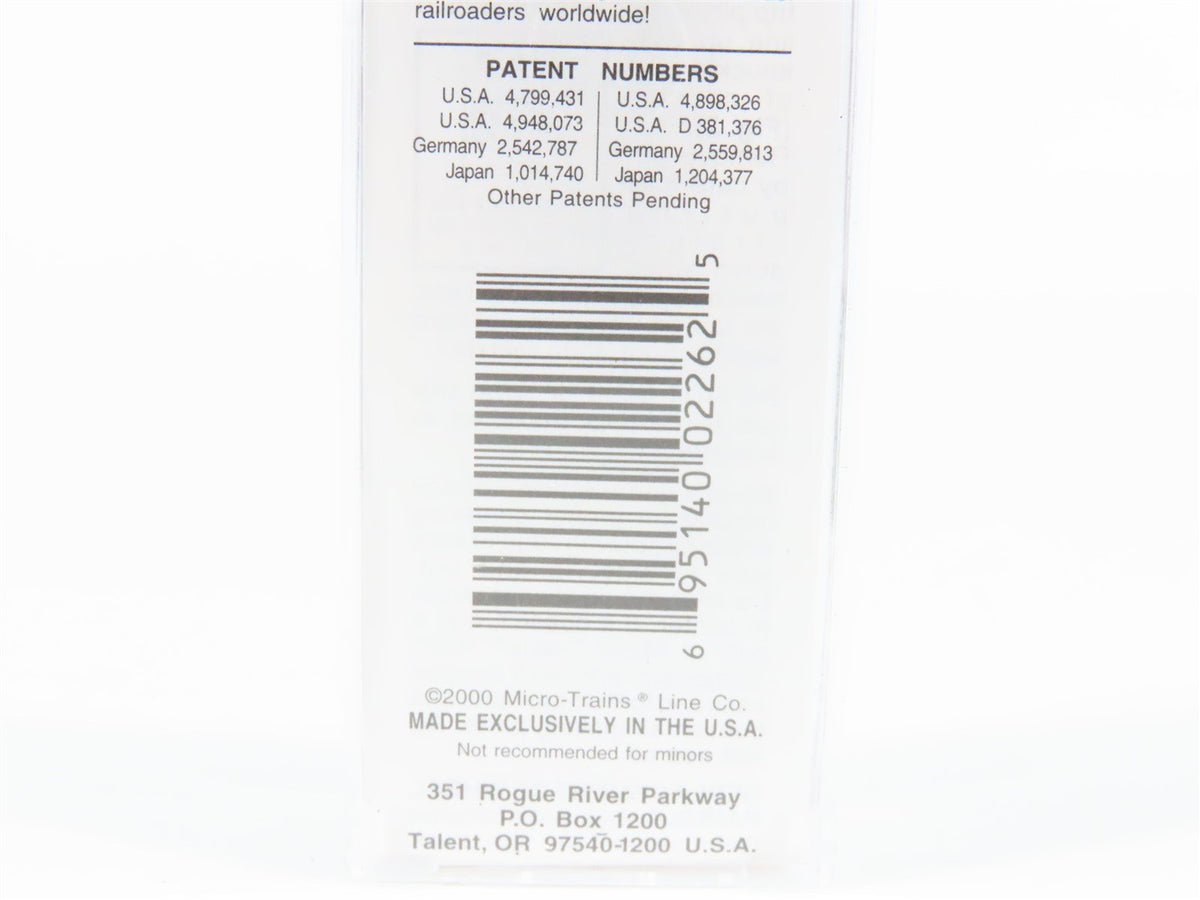 railroaders worldwide!
PATENT NUMBERS
U.S.A. 4,799,431 U.S.A. 4,898,326
U.S.A. 4,948,073 U.S.A. D 381,376
Germany 2,542,787 Germany 2,559,813
Japan 1,014,740 Japan 1,204,377
Other Patents Pending
6 95140 02262 5
©2000 Micro-Trains® Line Co.
MADE EXCLUSIVELY IN THE U.S.A.
Not recommended for minors
351 Rogue River Parkway
P.O. Box 1200
Talent, OR 97540-1200 U.S.A.